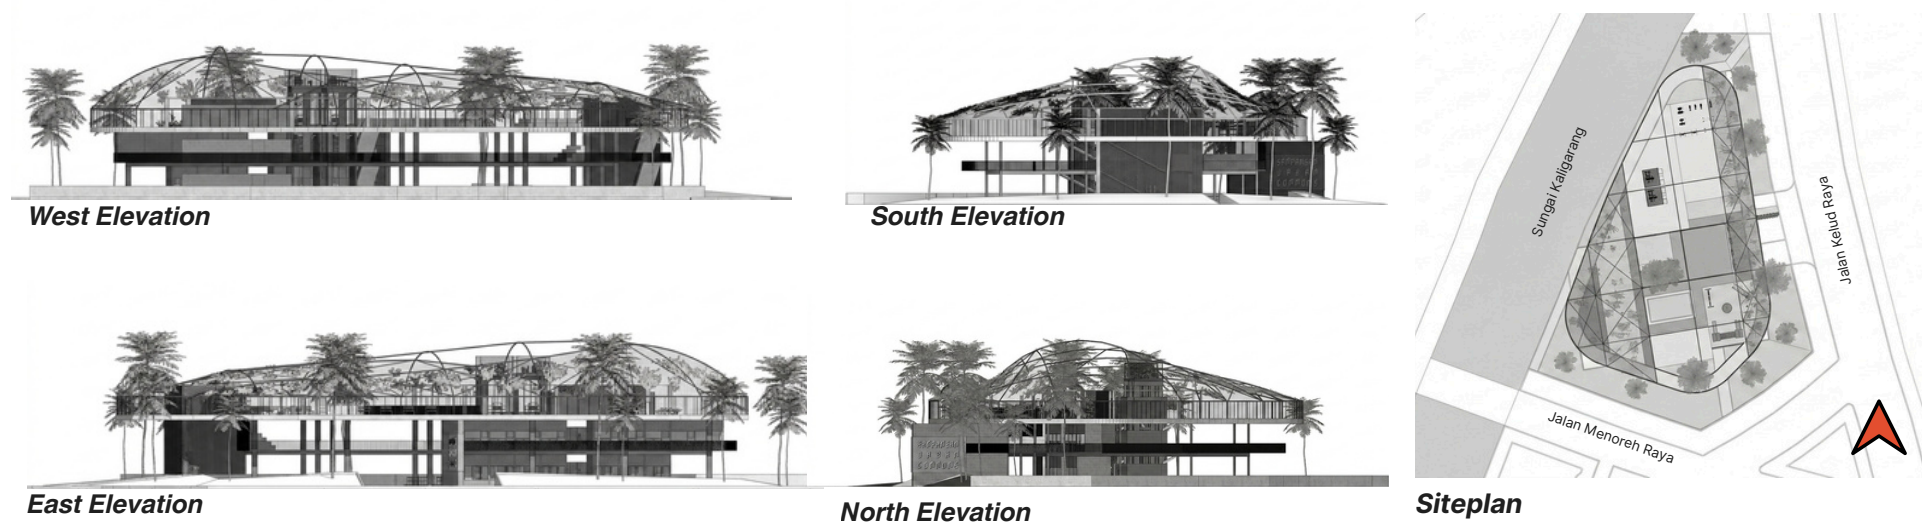 West Elevation
South Elevation
East Elevation
North Elevation
Sungai Kaligarang
Jalan Kelud Raya
Jalan Menoreh Raya
Siteplan